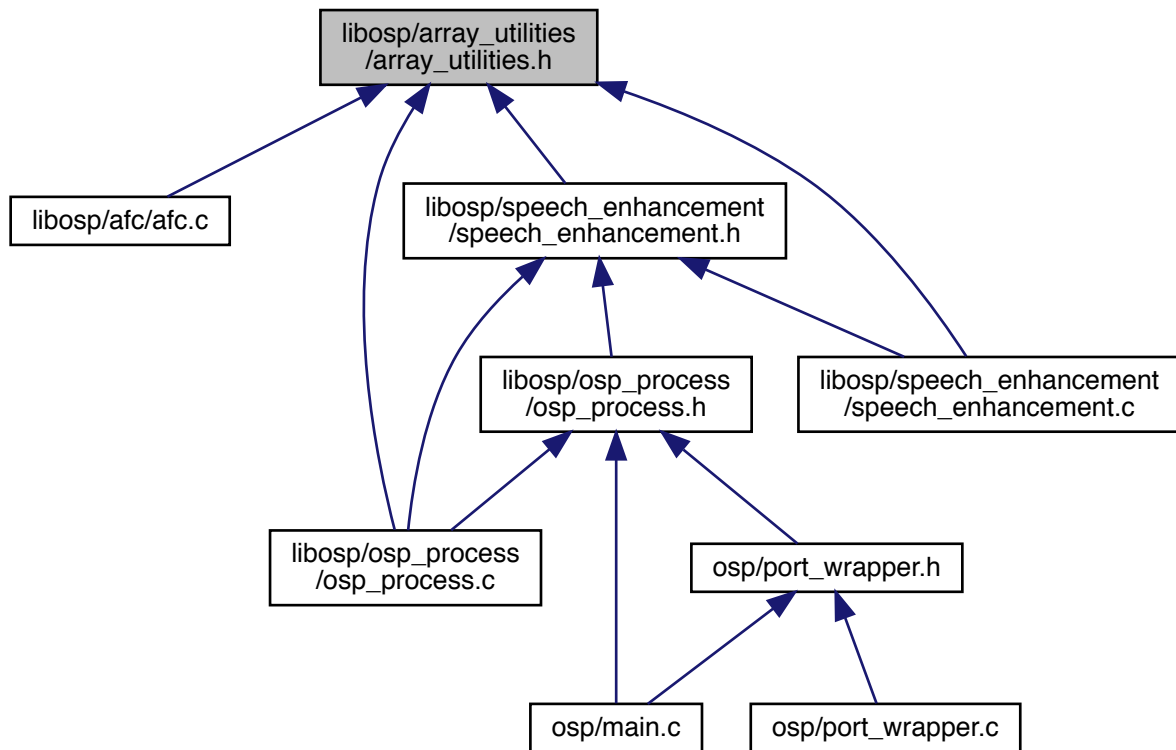 libosp/array_utilities
/array_utilities.h
libosp/afc/afc.c
libosp/speech_enhancement
/speech_enhancement.h
libosp/osp_process
/osp_process.h
libosp/speech_enhancement
/speech_enhancement.c
libosp/osp_process
/osp_process.c
osp/port_wrapper.h
osp/main.c
osp/port_wrapper.c